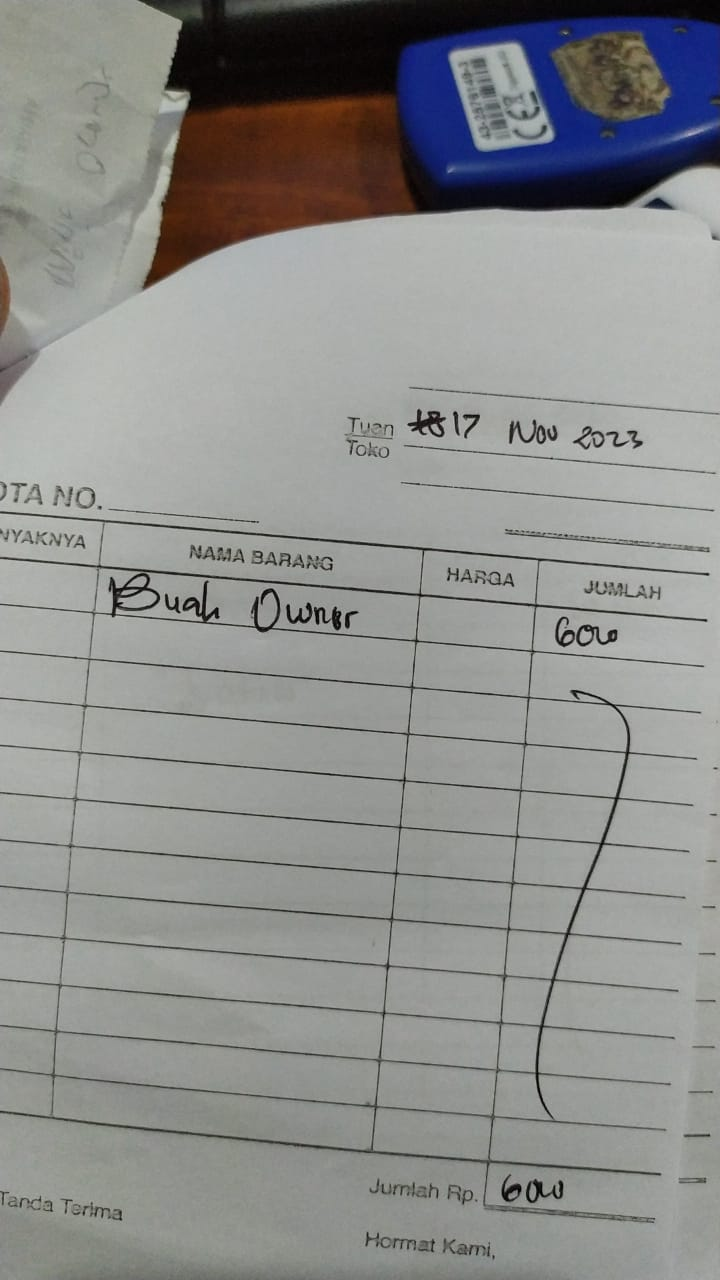 Tuan 17 Nov 2023
Toko
OTA NO.
NYAKNYA NAMA BARANG HARGA JUMLAH
Buah Owner 600
Jumlah Rp. 600
Tanda Terima
Hormat Kami,